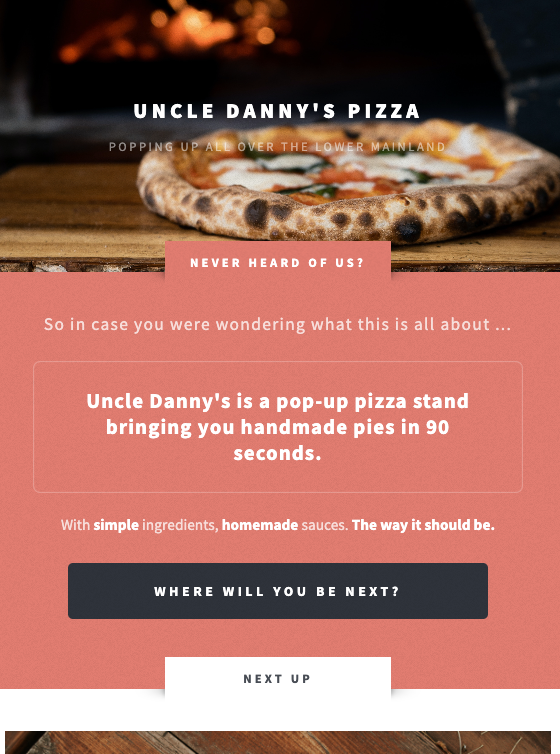 UNCLE DANNY'S PIZZA
POPPING UP ALL OVER THE LOWER MAINLAND
NEVER HEARD OF US?
So in case you were wondering what this is all about ...
Uncle Danny's is a pop-up pizza stand
bringing you handmade pies in 90
seconds.
With simple ingredients, homemade sauces. The way it should be.
WHERE WILL YOU BE NEXT?
NEXT UP